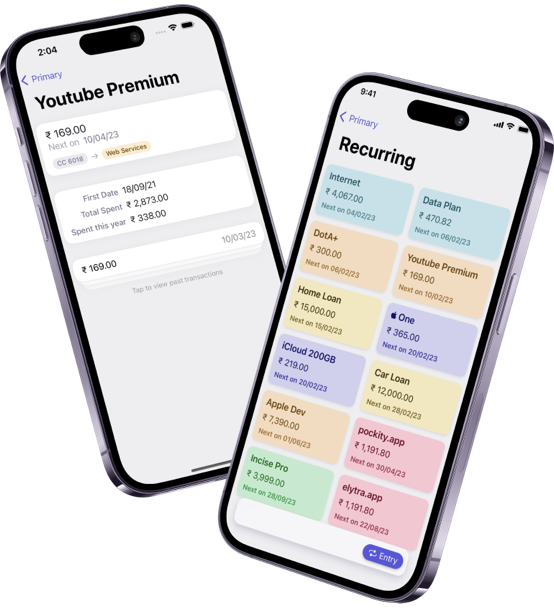 2:04
Primary
Youtube Premium
₹ 169.00
Next on 10/04/23
CC 6018 → Web Services
First Date 18/09/21
Total Spent ₹ 2,873.00
Spent this year ₹ 338.00
10/03/23
₹ 169.00
Tap to view past transactions
9:41
Primary
Recurring
Internet
₹ 4,067.00
Next on 04/02/23
Data Plan
₹ 470.82
Next on 06/02/23
DotA+
₹ 300.00
Next on 06/02/23
Youtube Premium
₹ 169.00
Next on 10/02/23
Home Loan
₹ 15,000.00
Next on 15/02/23
One
₹ 365.00
Next on 20/02/23
iCloud 200GB
₹ 219.00
Next on 20/02/23
Car Loan
₹ 12,000.00
Next on 28/02/23
Apple Dev
₹ 7,390.00
Next on 01/06/23
pockity.app
₹ 1,191.80
Next on 30/04/23
Incise Pro
₹ 3,999.00
Next on 28/09/23
elytra.app
₹ 1,191.80
Next on 22/08/23
Entry